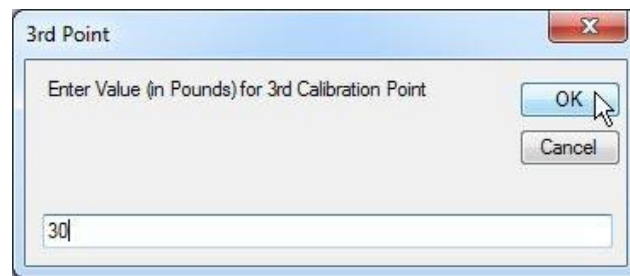 3rd Point
Enter Value (in Pounds) for 3rd Calibration Point
OK
Cancel
30